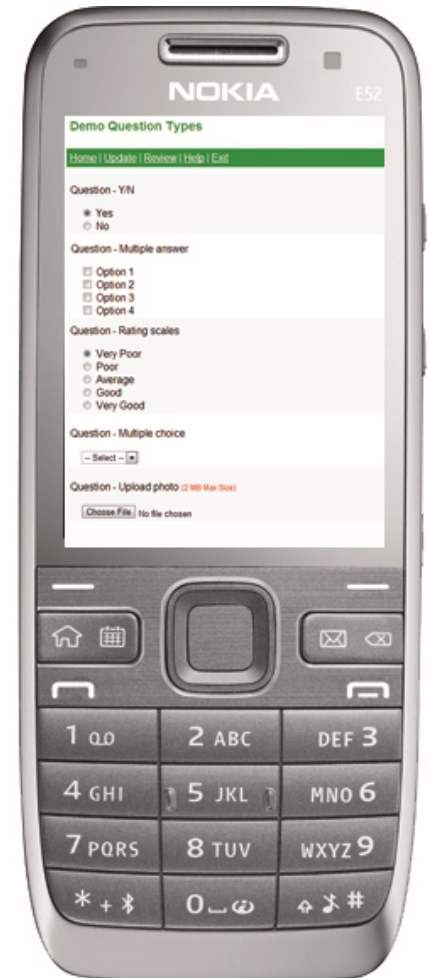 NOKIA
E52
Demo Question Types
Home | Update | Review | Help | Exit
Question - Y/N
Yes
No
Question - Multiple answer
Option 1
Option 2
Option 3
Option 4
Question - Rating scales
Very Poor
Poor
Average
Good
Very Good
Question - Multiple choice
-- Select --
Question - Upload photo (2 MB Max Size)
Choose File No file chosen
1 2 ABC DEF 3
4 GHI 5 JKL MNO 6
7 PQRS 8 TUV WXYZ 9
* + 0 #